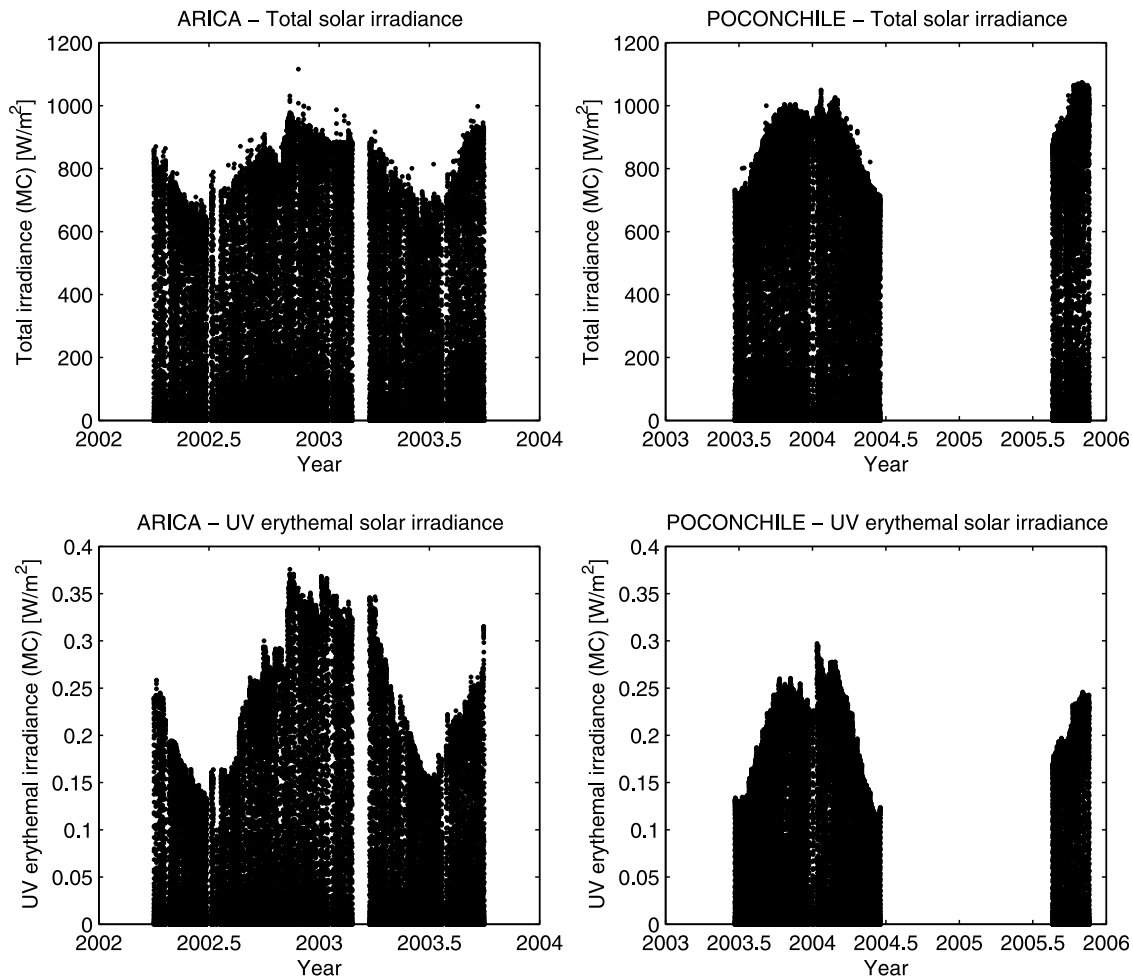 ARICA – Total solar irradiance
Total irradiance (MC) [W/m²]
1200
1000
800
600
400
200
0
2002 2002.5 2003 2003.5 2004
Year
POCONCHILE – Total solar irradiance
Total irradiance (MC) [W/m²]
1200
1000
800
600
400
200
0
2003 2003.5 2004 2004.5 2005 2005.5 2006
Year
ARICA – UV erythemal solar irradiance
UV erythemal irradiance (MC) [W/m²]
0.4
0.35
0.3
0.25
0.2
0.15
0.1
0.05
0
2002 2002.5 2003 2003.5 2004
Year
POCONCHILE – UV erythemal solar irradiance
UV erythemal irradiance (MC) [W/m²]
0.4
0.35
0.3
0.25
0.2
0.15
0.1
0.05
0
2003 2003.5 2004 2004.5 2005 2005.5 2006
Year